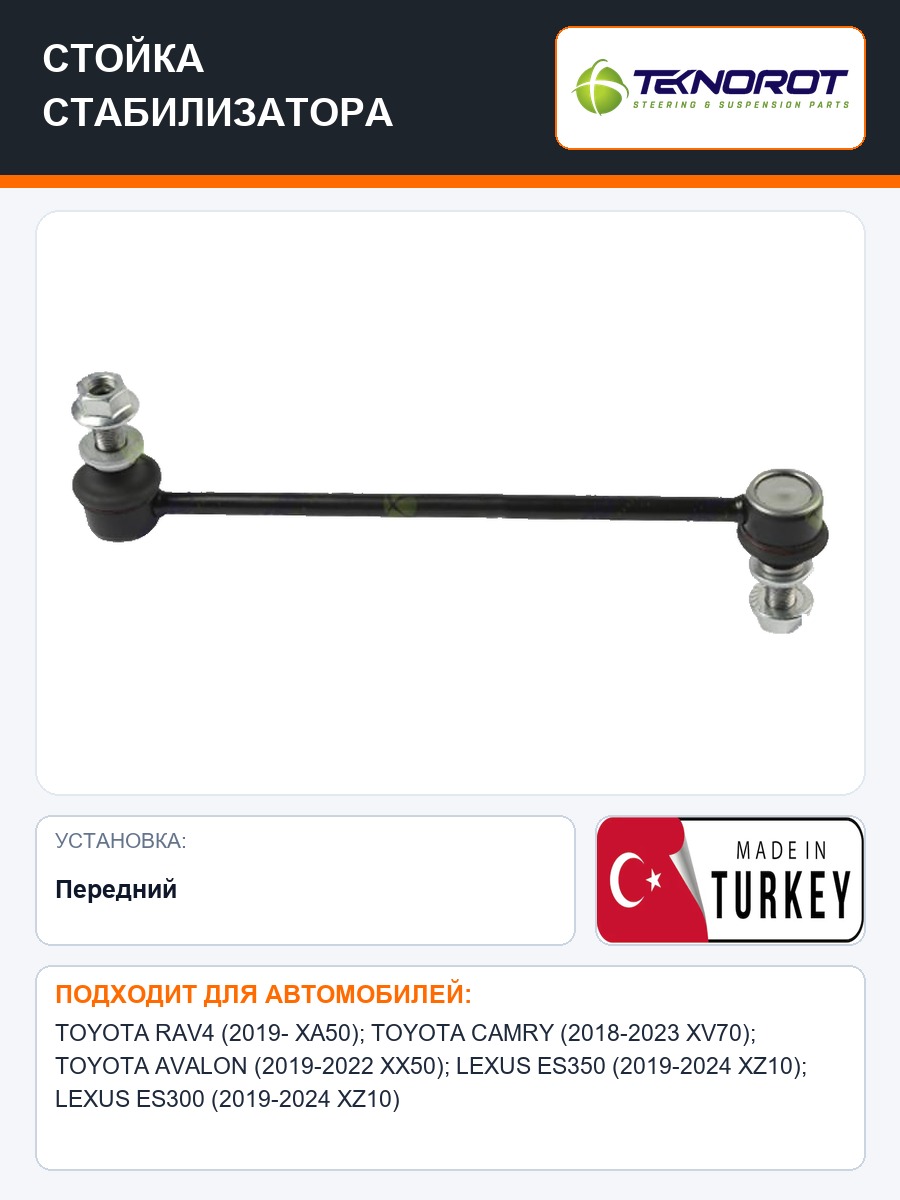 СТОЙКА
СТАБИЛИЗАТОРА
TEKNOROT
STEERING & SUSPENSION PARTS
УСТАНОВКА:
Передний
MADE IN
TURKEY
ПОДХОДИТ ДЛЯ АВТОМОБИЛЕЙ:
TOYOTA RAV4 (2019- XA50); TOYOTA CAMRY (2018-2023 XV70);
TOYOTA AVALON (2019-2022 XX50); LEXUS ES350 (2019-2024 XZ10);
LEXUS ES300 (2019-2024 XZ10)